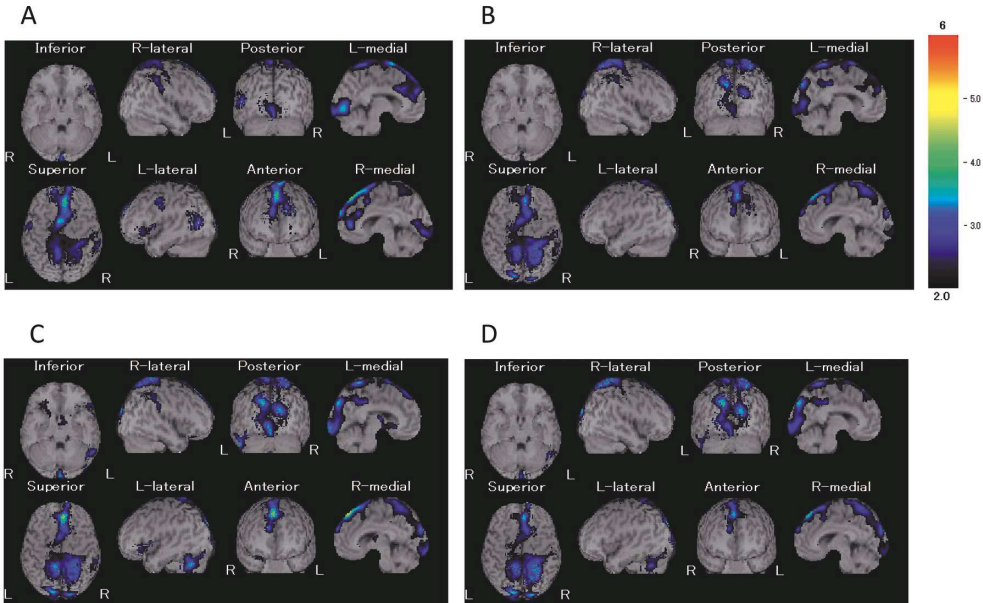 A
Inferior R-lateral Posterior L-medial
R L L R
Superior L-lateral Anterior R-medial
L R R L
B
Inferior R-lateral Posterior L-medial
R L L R
Superior L-lateral Anterior R-medial
L R R L
6
5.0
4.0
3.0
2.0
C
Inferior R-lateral Posterior L-medial
R L L R
Superior L-lateral Anterior R-medial
L R R L
D
Inferior R-lateral Posterior L-medial
R L L R
Superior L-lateral Anterior R-medial
L R R L